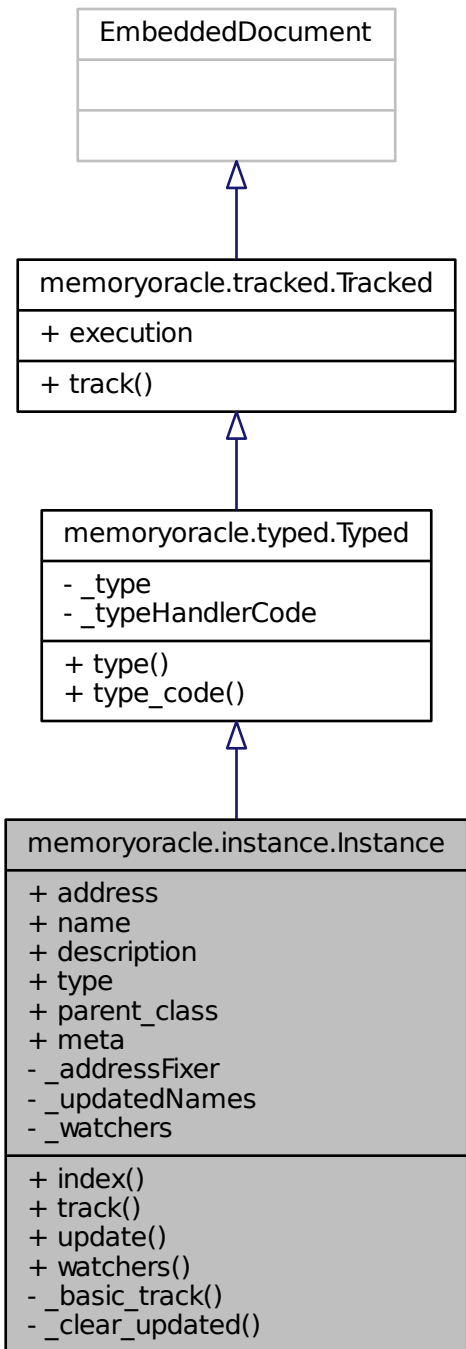 EmbeddedDocument
memoryoracle.tracked.Tracked
+ execution
+ track()
memoryoracle.typed.Typed
- _type
- _typeHandlerCode
+ type()
+ type_code()
memoryoracle.instance.Instance
+ address
+ name
+ description
+ type
+ parent_class
+ meta
- _addressFixer
- _updatedNames
- _watchers
+ index()
+ track()
+ update()
+ watchers()
- _basic_track()
- _clear_updated()